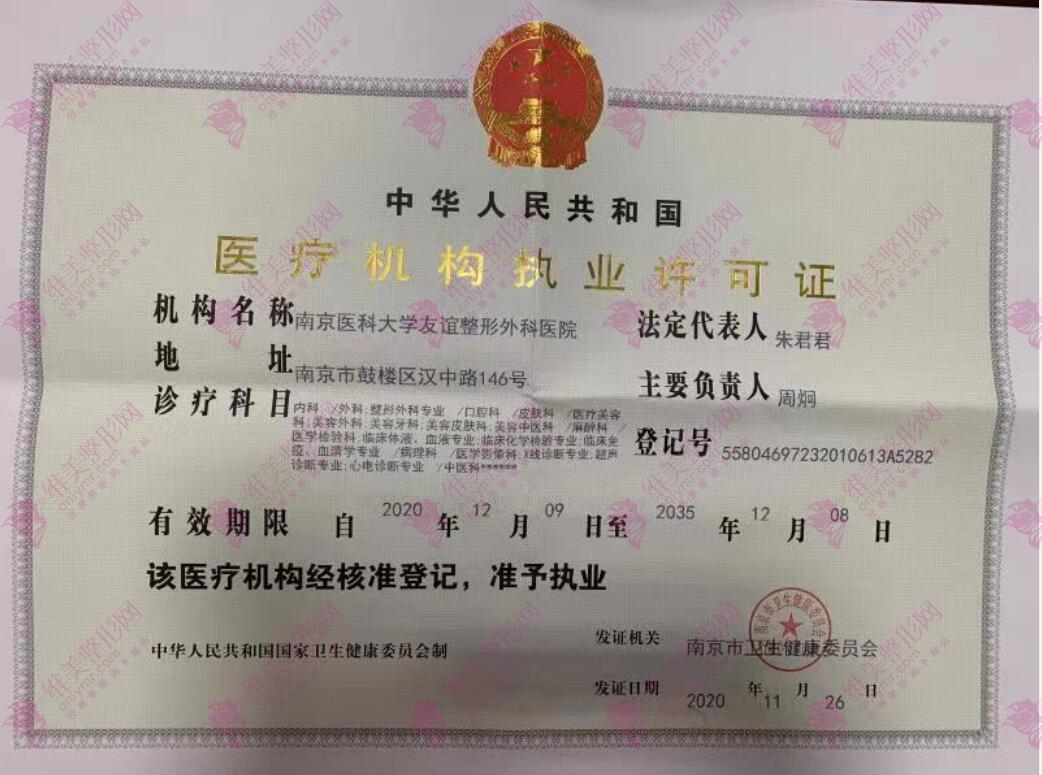 中华人民共和国
医疗机构执业许可证
机构名称 南京医科大学友谊整形外科医院 法定代表人 朱君君
地址 南京市鼓楼区汉中路146号 主要负责人 周炯
诊疗科目 内科 /外科;整形外科专业 /口腔科 /皮肤科 /医疗美容
科;美容外科;美容牙科;美容皮肤科;美容中医科 /麻醉科 /
医学检验科;临床体液、血液专业;临床化学检验专业;临床免
疫、血清学专业 /病理科 /医学影像科;X线诊断专业;超声
诊断专业;心电诊断专业 /中医科******
登记号 55804697232010613A5282
有效期限 自 2020 年 12 月 09 日至 2035 年 12 月 08 日
该医疗机构经核准登记，准予执业
中华人民共和国国家卫生健康委员会制
发证机关 南京市卫生健康委员会
发证日期 2020 年 11 月 26 日
南京市卫生健康委员会
维美整形网
onlymr.com